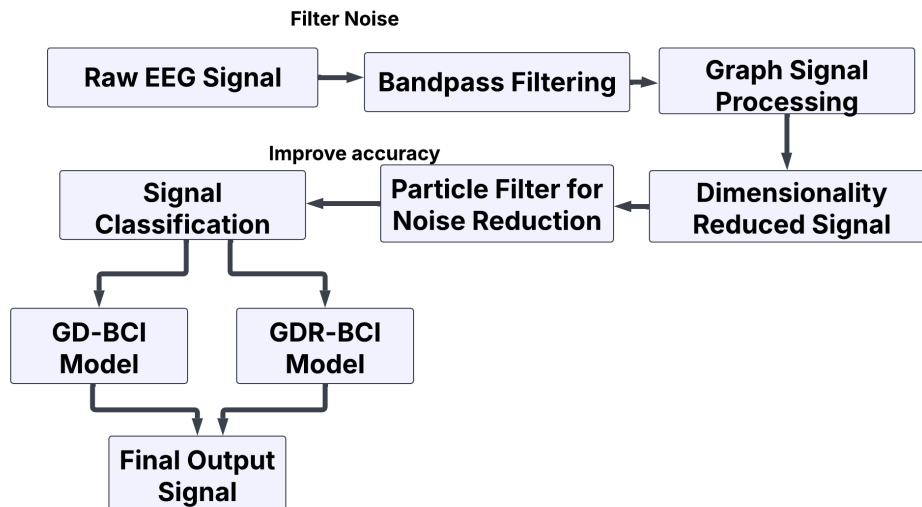 Filter Noise
Raw EEG Signal
Bandpass Filtering
Graph Signal
Processing
Improve accuracy
Signal
Classification
Particle Filter for
Noise Reduction
Dimensionality
Reduced Signal
GD-BCI
Model
GDR-BCI
Model
Final Output
Signal